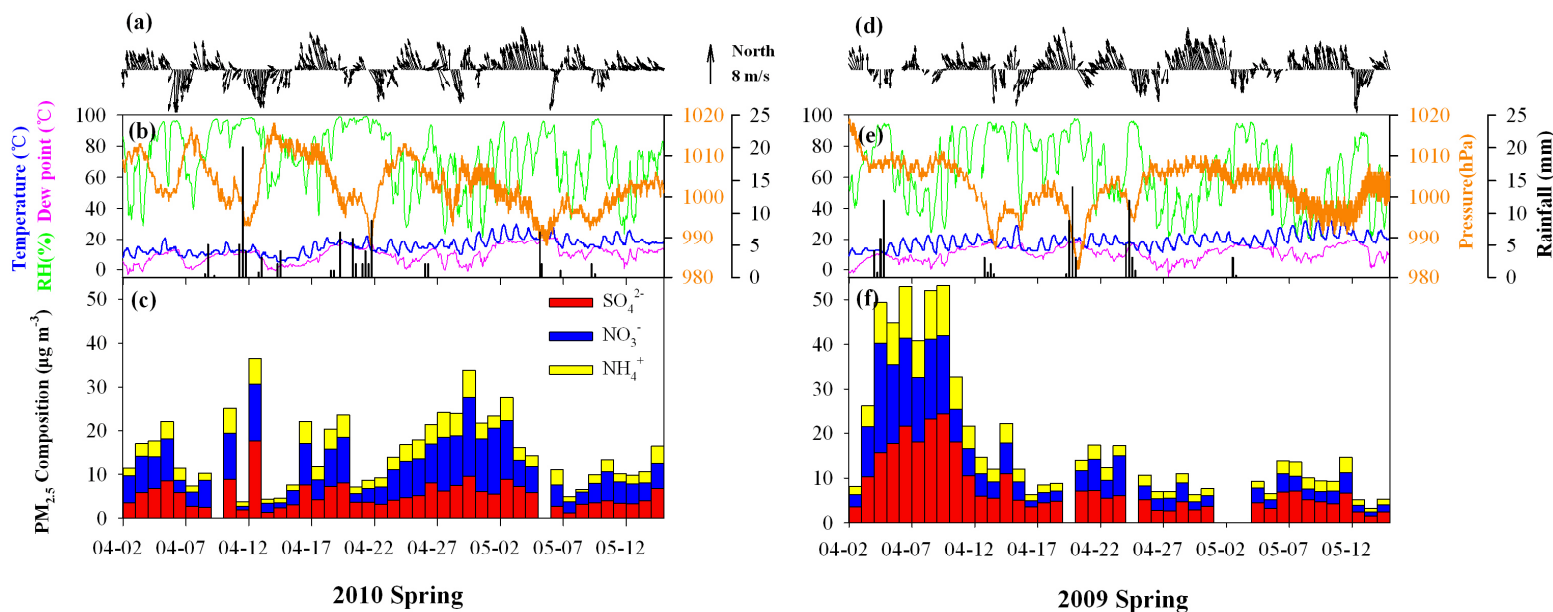 (a)
North
8 m/s
(d)
Temperature (℃)
RH(%) Dew point (℃)
(b)
100
80
60
40
20
0
1020
1010
1000
990
980
25
20
15
10
5
0
(e)
100
80
60
40
20
0
1020
1010
1000
990
980
Pressure(hPa)
25
20
15
10
5
0
Rainfall (mm)
PM2.5 Composition (µg m-3)
(c)
50
40
30
20
10
0
SO42-
NO3-
NH4+
(f)
50
40
30
20
10
0
04-02 04-07 04-12 04-17 04-22 04-27 05-02 05-07 05-12
04-02 04-07 04-12 04-17 04-22 04-27 05-02 05-07 05-12
2010 Spring
2009 Spring